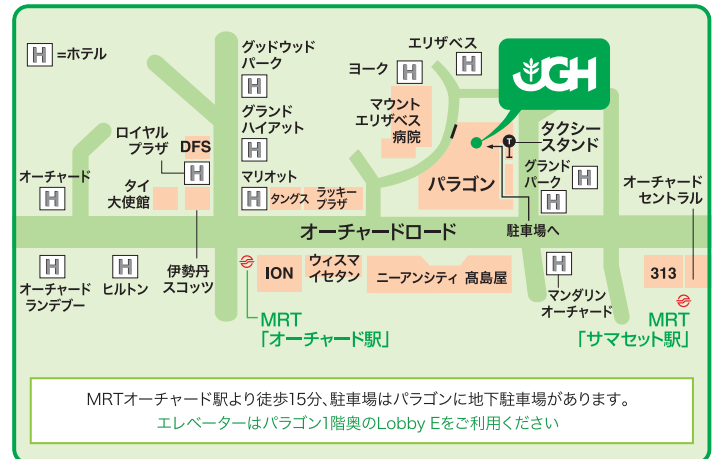 H =ホテル
グッドウッド
パーク
H
エリザベス
H
ヨーク
H
JGH
グランド
ハイアット
H
マウント
エリザベス
病院
T
タクシー
スタンド
ロイヤル
プラザ
H
DFS
オーチャード
H
タイ
大使館
マリオット
H
タングス
ラッキー
プラザ
パラゴン
グランド
パーク
H
H
オーチャード
セントラル
オーチャードロード
駐車場へ
H
オーチャード
ランデブー
H
ヒルトン
伊勢丹
スコッツ
ION
ウィスマ
イセタン
ニーアンシティ 髙島屋
H
マンダリン
オーチャード
313
MRT
「オーチャード駅」
MRT
「サマセット駅」
MRTオーチャード駅より徒歩15分、駐車場はパラゴンに地下駐車場があります。
エレベーターはパラゴン1階奥のLobby Eをご利用ください